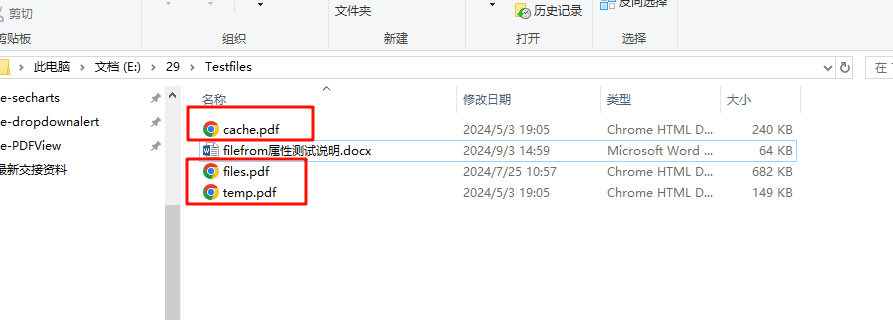 剪切
文件夹
历史记录
反向选择
剪贴板
组织
新建
打开
选择
此电脑 > 文档 (E:) > 29 > Testfiles
在 T
e-secharts
e-dropdownalert
e-PDFView
最新交接资料
名称 修改日期 类型 大小
cache.pdf 2024/5/3 19:05 Chrome HTML D... 240 KB
filefrom属性测试说明.docx 2024/9/3 14:59 Microsoft Word ... 64 KB
files.pdf 2024/7/25 10:57 Chrome HTML D... 682 KB
temp.pdf 2024/5/3 19:05 Chrome HTML D... 149 KB